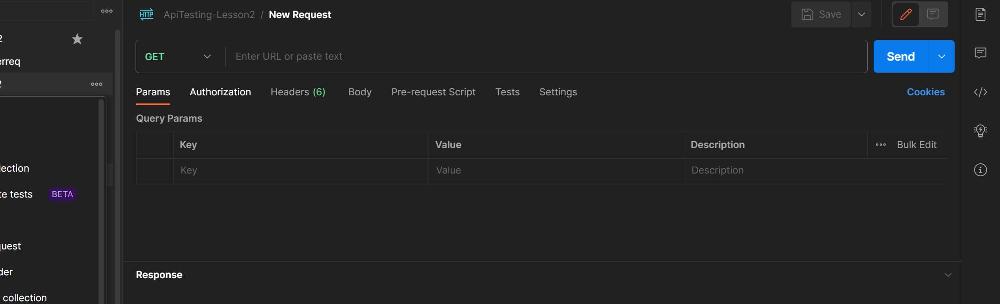 HTTP ApiTesting-Lesson2 / New Request
Save
2
erreq
2
lection
te tests BETA
quest
der
collection
GET Enter URL or paste text
Send
Params Authorization Headers (6) Body Pre-request Script Tests Settings
Cookies
Query Params
Key Value Description Bulk Edit
Key Value Description
Response